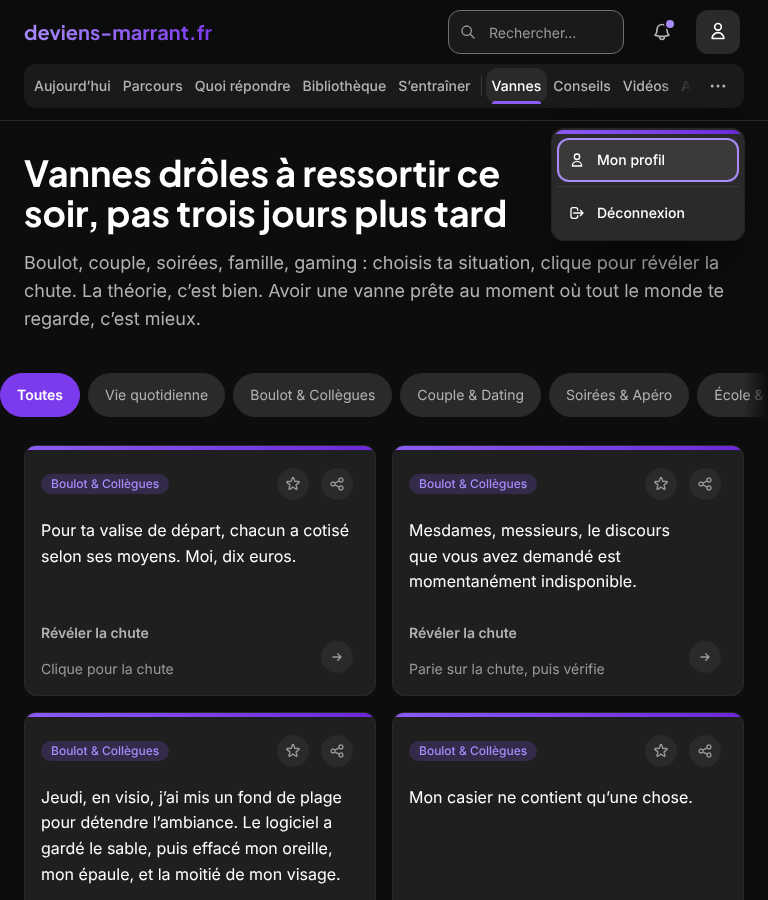 deviens-marrant.fr
Rechercher...
Aujourd’hui Parcours Quoi répondre Bibliothèque S’entraîner Vannes Conseils Vidéos
Mon profil
Déconnexion
Vannes drôles à ressortir ce
soir, pas trois jours plus tard
Boulot, couple, soirées, famille, gaming : choisis ta situation, clique pour révéler la
chute. La théorie, c’est bien. Avoir une vanne prête au moment où tout le monde te
regarde, c’est mieux.
Toutes Vie quotidienne Boulot & Collègues Couple & Dating Soirées & Apéro École &
Boulot & Collègues
Pour ta valise de départ, chacun a cotisé
selon ses moyens. Moi, dix euros.
Révéler la chute
Clique pour la chute
Boulot & Collègues
Mesdames, messieurs, le discours
que vous avez demandé est
momentanément indisponible.
Révéler la chute
Parie sur la chute, puis vérifie
Boulot & Collègues
Jeudi, en visio, j’ai mis un fond de plage
pour détendre l’ambiance. Le logiciel a
gardé le sable, puis effacé mon oreille,
mon épaule, et la moitié de mon visage.
Boulot & Collègues
Mon casier ne contient qu’une chose.